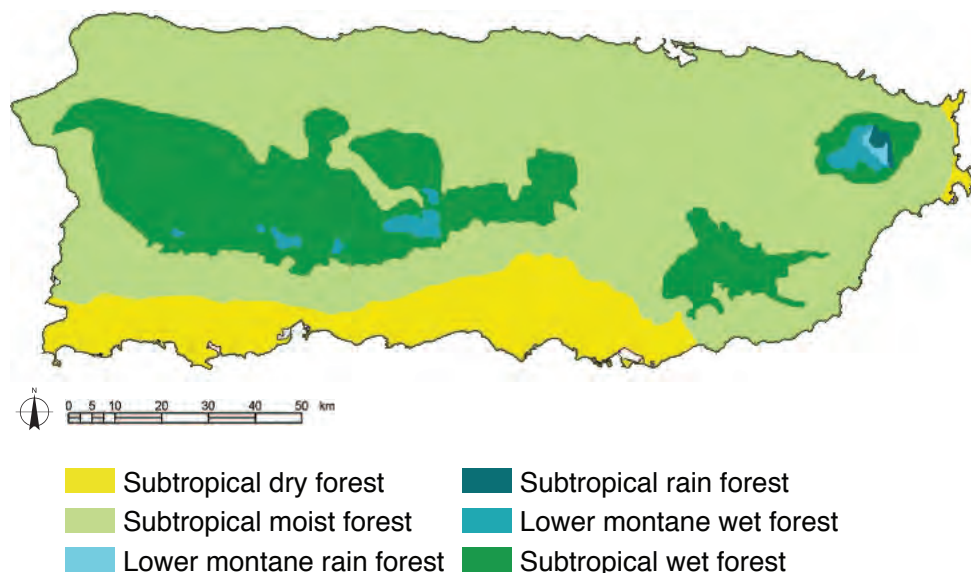 N
0 5 10 20 30 40 50 km
Subtropical dry forest
Subtropical moist forest
Lower montane rain forest
Subtropical rain forest
Lower montane wet forest
Subtropical wet forest